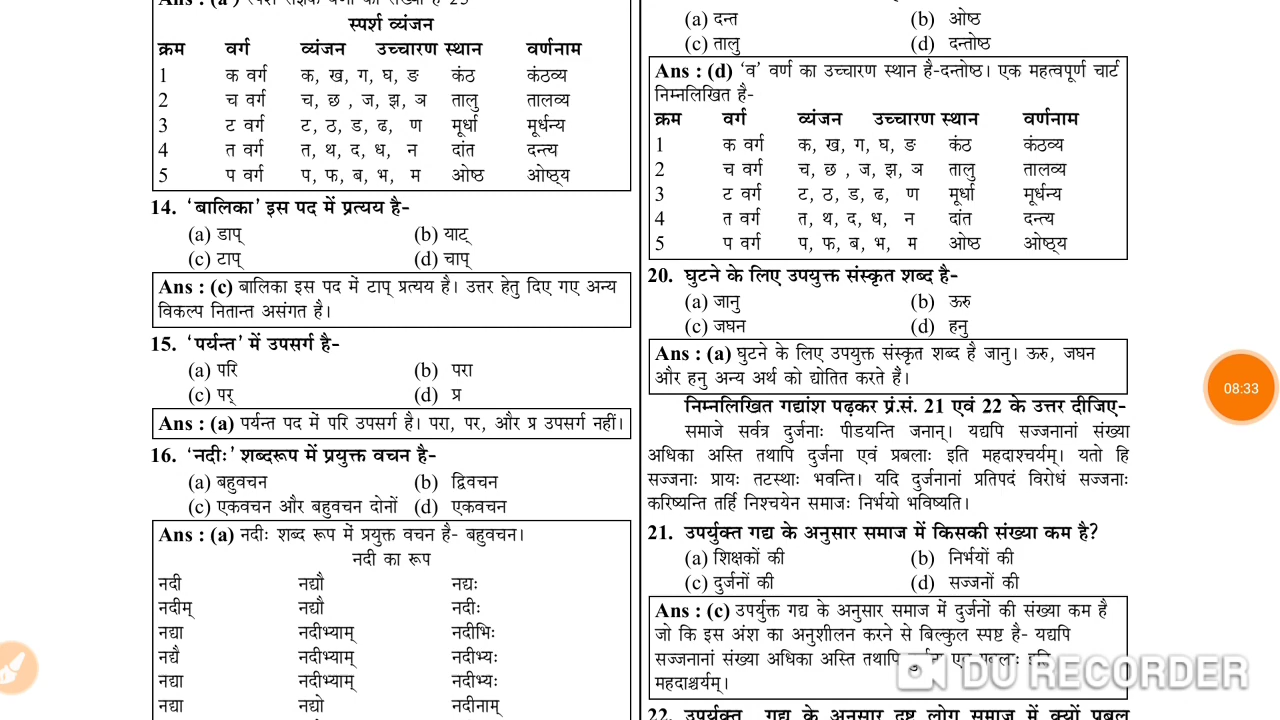 Ans : (a ) स्पर्श संज्ञक वर्णों की संख्या है 25
स्पर्श व्यंजन
क्रम वर्ग व्यंजन उच्चारण स्थान वर्णनाम
1 क वर्ग क, ख, ग, घ, ङ कंठ कंठव्य
2 च वर्ग च, छ , ज, झ, ञ तालु तालव्य
3 ट वर्ग ट, ठ, ड, ढ, ण मूर्धा मूर्धन्य
4 त वर्ग त, थ, द, ध, न दांत दन्त्य
5 प वर्ग प, फ, ब, भ, म ओष्ठ ओष्ठ्य
14. ‘बालिका’ इस पद में प्रत्यय है-
(a) डाप् (b) याट्
(c) टाप् (d) चाप्
Ans : (c) बालिका इस पद में टाप् प्रत्यय है। उत्तर हेतु दिए गए अन्य
विकल्प नितान्त असंगत है।
15. ‘पर्यन्त’ में उपसर्ग है-
(a) परि (b) परा
(c) पर् (d) प्र
Ans : (a) पर्यन्त पद में परि उपसर्ग है। परा, पर, और प्र उपसर्ग नहीं।
16. ‘नदीः’ शब्दरूप में प्रयुक्त वचन है-
(a) बहुवचन (b) द्विवचन
(c) एकवचन और बहुवचन दोनों (d) एकवचन
Ans : (a) नदीः शब्द रूप में प्रयुक्त वचन है- बहुवचन।
नदी का रूप
नदी नद्यौ नद्यः
नदीम् नद्यौ नदीः
नद्या नदीभ्याम् नदीभिः
नद्यै नदीभ्याम् नदीभ्यः
नद्या नदीभ्याम् नदीभ्यः
नद्या नद्यो नदीनाम्
(a) दन्त (b) ओष्ठ
(c) तालु (d) दन्तोष्ठ
Ans : (d) ‘व’ वर्ण का उच्चारण स्थान है-दन्तोष्ठ। एक महत्वपूर्ण चार्ट
निम्नलिखित है-
क्रम वर्ग व्यंजन उच्चारण स्थान वर्णनाम
1 क वर्ग क, ख, ग, घ, ङ कंठ कंठव्य
2 च वर्ग च, छ , ज, झ, ञ तालु तालव्य
3 ट वर्ग ट, ठ, ड, ढ, ण मूर्धा मूर्धन्य
4 त वर्ग त, थ, द, ध, न दांत दन्त्य
5 प वर्ग प, फ, ब, भ, म ओष्ठ ओष्ठ्य
20. घुटने के लिए उपयुक्त संस्कृत शब्द है-
(a) जानु (b) ऊरु
(c) जघन (d) हनु
Ans : (a) घुटने के लिए उपयुक्त संस्कृत शब्द है जानु। ऊरु, जघन
और हनु अन्य अर्थ को द्योतित करते हैं।
निम्नलिखित गद्यांश पढ़कर प्रं.सं. 21 एवं 22 के उत्तर दीजिए-
समाजे सर्वत्र दुर्जनाः पीडयन्ति जनान्। यद्यपि सज्जनानां संख्या
अधिका अस्ति तथापि दुर्जना एवं प्रबलाः इति महदाश्चर्यम्। यतो हि
सज्जनाः प्रायः तटस्थाः भवन्ति। यदि दुर्जनानां प्रतिपदं विरोधं सज्जनाः
करिष्यन्ति तर्हि निश्चयेन समाजः निर्भयो भविष्यति।
21. उपर्युक्त गद्य के अनुसार समाज में किसकी संख्या कम है?
(a) शिक्षकों की (b) निर्भयों की
(c) दुर्जनों की (d) सज्जनों की
Ans : (c) उपर्युक्त गद्य के अनुसार समाज में दुर्जनों की संख्या कम है
जो कि इस अंश का अनुशीलन करने से बिल्कुल स्पष्ट है- यद्यपि
सज्जनानां संख्या अधिका अस्ति तथापि
महदाश्चर्यम्।
22. उपर्युक्त गद्य के अनुसार दुष्ट लोग समाज में क्यों प्रबल
08:33
DU RECORDER